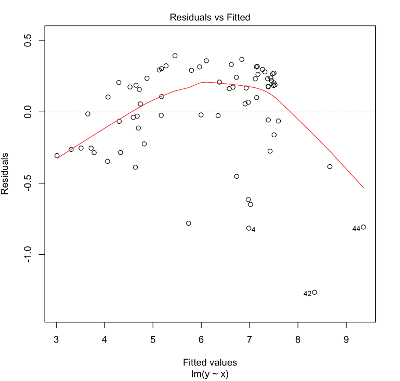 Residuals vs Fitted
0.5
0.0
-0.5
-1.0
Residuals
4
44
42
3 4 5 6 7 8 9
Fitted values
lm(y ~ x)